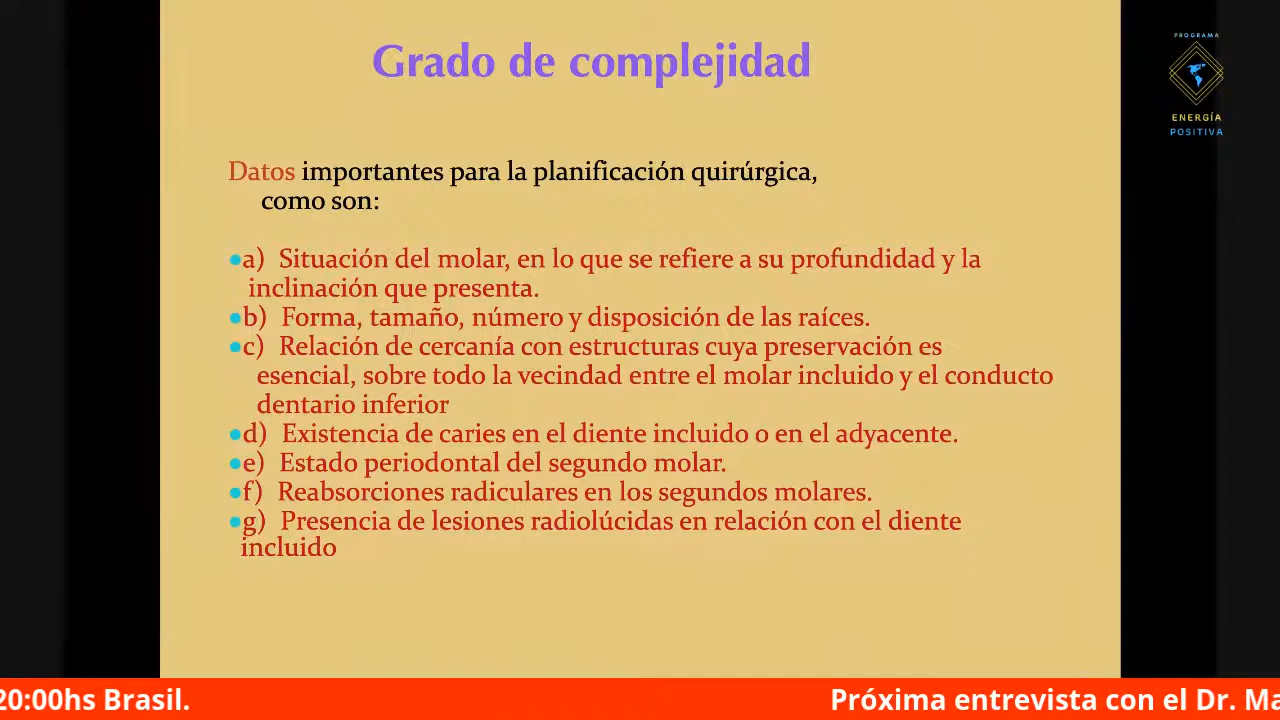 Grado de complejidad
PROGRAMA
ENERGÍA
POSITIVA
Datos importantes para la planificación quirúrgica,
como son:
●a) Situación del molar, en lo que se refiere a su profundidad y la
inclinación que presenta.
●b) Forma, tamaño, número y disposición de las raíces.
●c) Relación de cercanía con estructuras cuya preservación es
esencial, sobre todo la vecindad entre el molar incluido y el conducto
dentario inferior
●d) Existencia de caries en el diente incluido o en el adyacente.
●e) Estado periodontal del segundo molar.
●f) Reabsorciones radiculares en los segundos molares.
●g) Presencia de lesiones radiolúcidas en relación con el diente
incluido
20:00hs Brasil. Próxima entrevista con el Dr. Ma